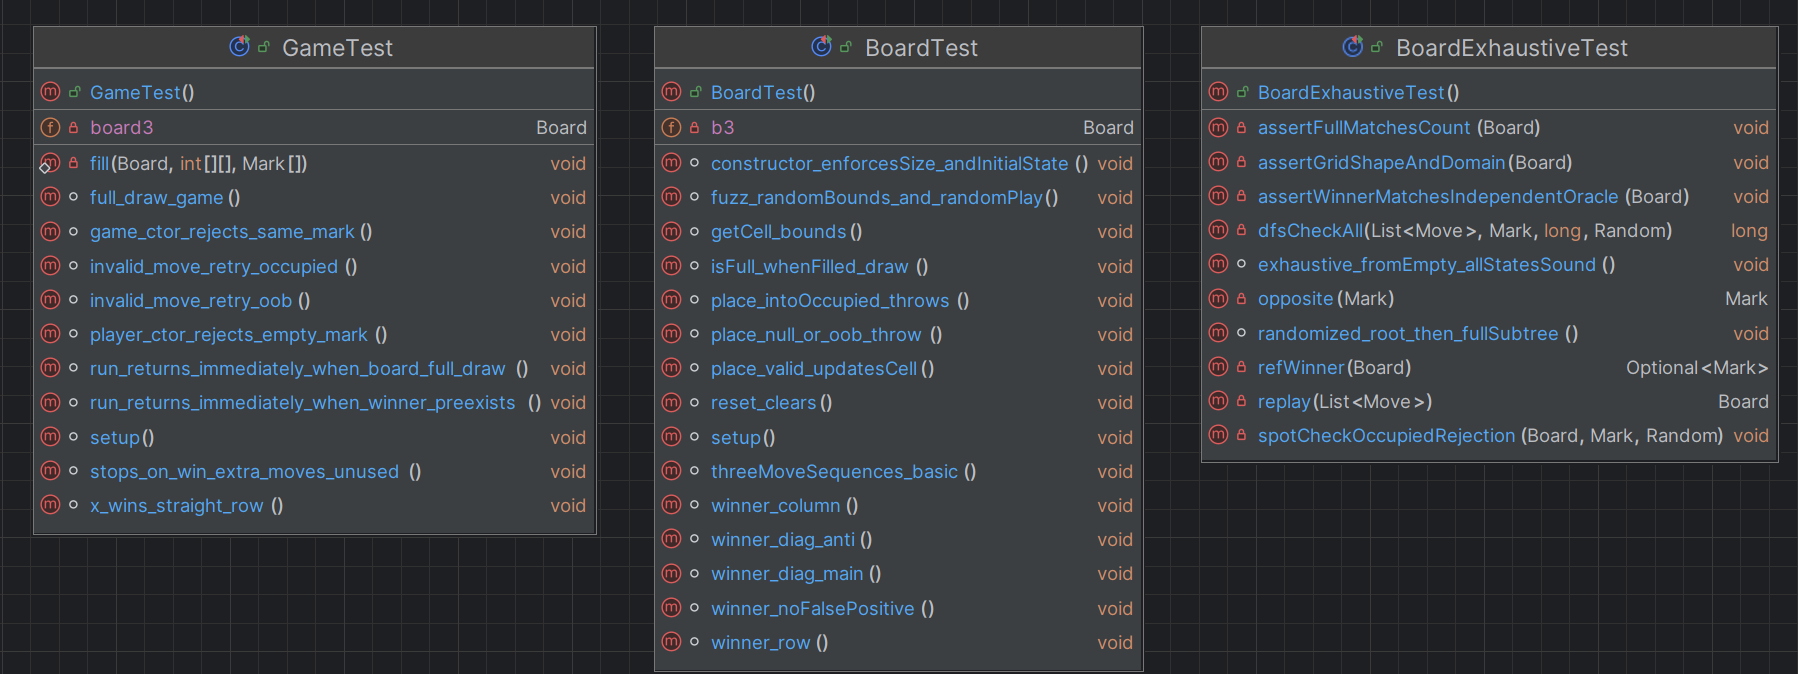 GameTest
GameTest()
board3 Board
fill(Board, int[][], Mark[]) void
full_draw_game () void
game_ctor_rejects_same_mark () void
invalid_move_retry_occupied () void
invalid_move_retry_oob () void
player_ctor_rejects_empty_mark () void
run_returns_immediately_when_board_full_draw () void
run_returns_immediately_when_winner_preexists () void
setup() void
stops_on_win_extra_moves_unused () void
x_wins_straight_row () void
BoardTest
BoardTest()
b3 Board
constructor_enforcesSize_andInitialState () void
fuzz_randomBounds_and_randomPlay() void
getCell_bounds() void
isFull_whenFilled_draw () void
place_intoOccupied_throws () void
place_null_or_oob_throw () void
place_valid_updatesCell() void
reset_clears() void
setup() void
threeMoveSequences_basic () void
winner_column () void
winner_diag_anti () void
winner_diag_main () void
winner_noFalsePositive () void
winner_row () void
BoardExhaustiveTest
BoardExhaustiveTest()
assertFullMatchesCount (Board) void
assertGridShapeAndDomain(Board) void
assertWinnerMatchesIndependentOracle (Board) void
dfsCheckAll(List<Move>, Mark, long, Random) long
exhaustive_fromEmpty_allStatesSound () void
opposite(Mark) Mark
randomized_root_then_fullSubtree () void
refWinner(Board) Optional<Mark>
replay(List<Move>) Board
spotCheckOccupiedRejection (Board, Mark, Random) void